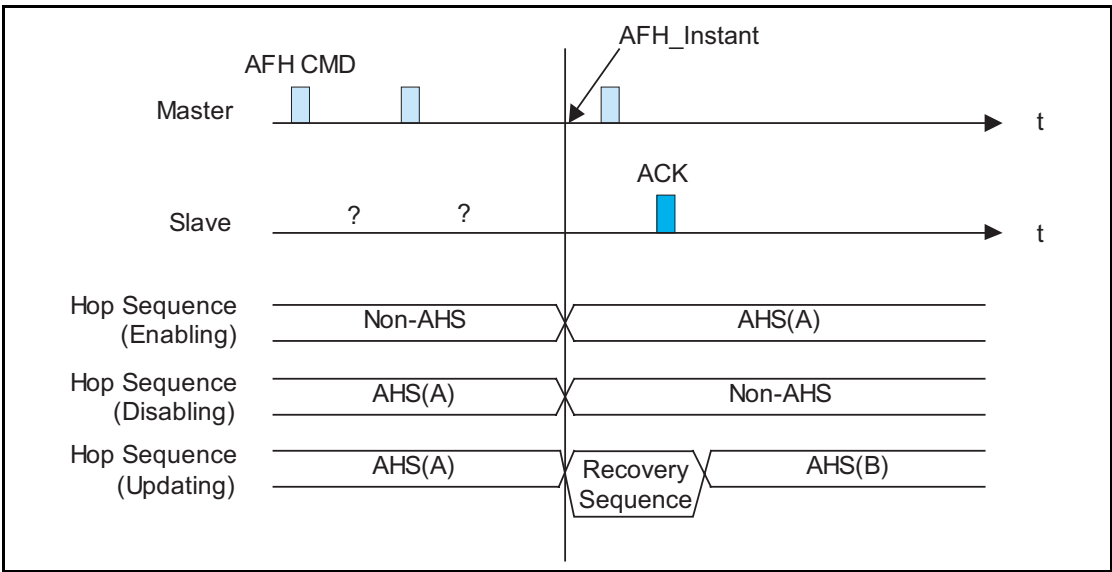 AFH_Instant
AFH CMD
Master
t
ACK
Slave
?
?
t
Hop Sequence
(Enabling)
Non-AHS
AHS(A)
Hop Sequence
(Disabling)
AHS(A)
Non-AHS
Hop Sequence
(Updating)
AHS(A)
Recovery
Sequence
AHS(B)